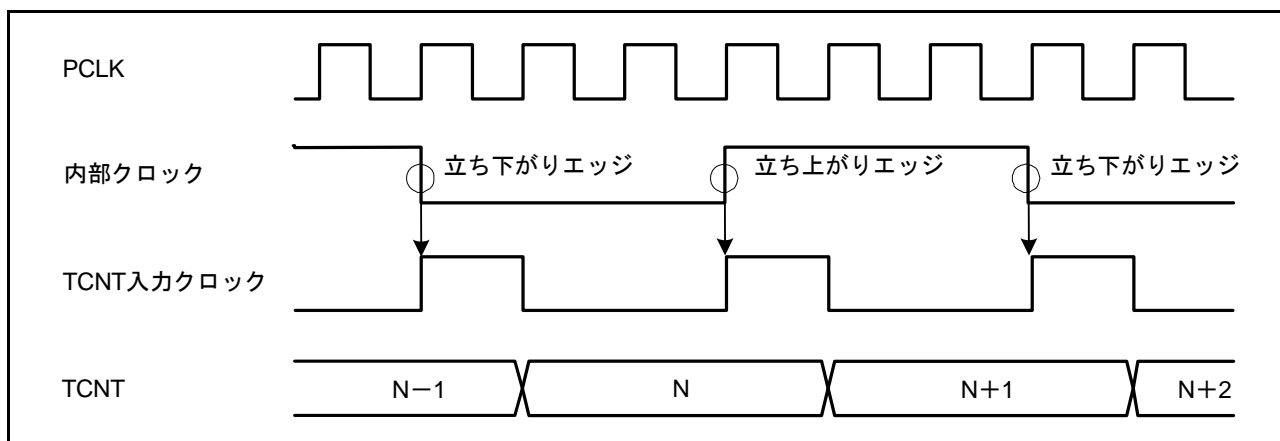 PCLK
内部クロック
立ち下がりエッジ
立ち上がりエッジ
立ち下がりエッジ
TCNT入力クロック
TCNT
N－1
N
N＋1
N＋2